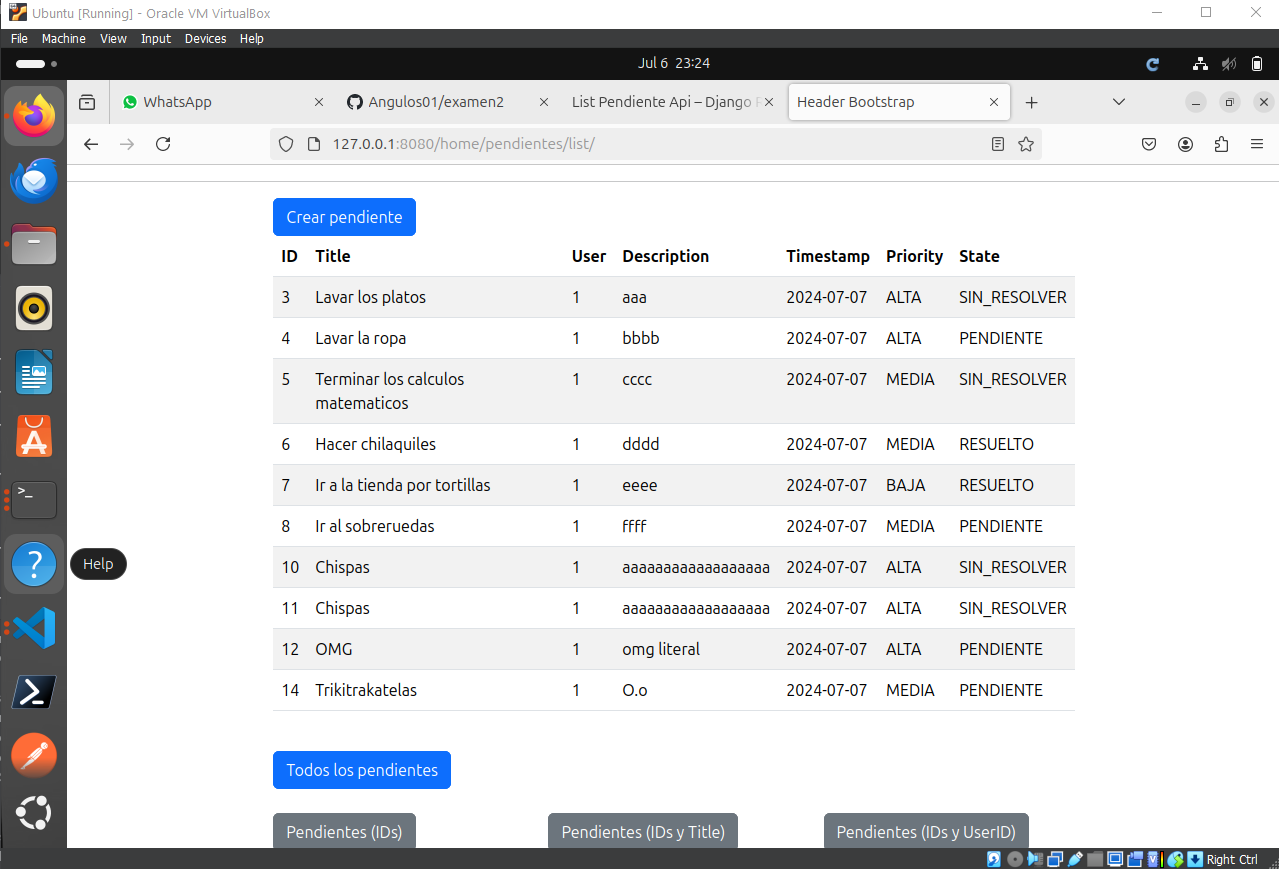 Ubuntu [Running] - Oracle VM VirtualBox
File Machine View Input Devices Help
Jul 6 23:24
WhatsApp
Angulos01/examen2
List Pendiente Api – Django
Header Bootstrap
127.0.0.1:8080/home/pendientes/list/
Crear pendiente
ID Title User Description Timestamp Priority State
3 Lavar los platos 1 aaa 2024-07-07 ALTA SIN_RESOLVER
4 Lavar la ropa 1 bbbb 2024-07-07 ALTA PENDIENTE
5 Terminar los calculos 1 cccc 2024-07-07 MEDIA SIN_RESOLVER
matematicos
6 Hacer chilaquiles 1 dddd 2024-07-07 MEDIA RESUELTO
7 Ir a la tienda por tortillas 1 eeee 2024-07-07 BAJA RESUELTO
8 Ir al sobreruedas 1 ffff 2024-07-07 MEDIA PENDIENTE
10 Chispas 1 aaaaaaaaaaaaaaaaaa 2024-07-07 ALTA SIN_RESOLVER
Help
11 Chispas 1 aaaaaaaaaaaaaaaaaa 2024-07-07 ALTA SIN_RESOLVER
12 OMG 1 omg literal 2024-07-07 ALTA PENDIENTE
14 Trikitrakatelas 1 O.o 2024-07-07 MEDIA PENDIENTE
Todos los pendientes
Pendientes (IDs)
Pendientes (IDs y Title)
Pendientes (IDs y UserID)
Right Ctrl